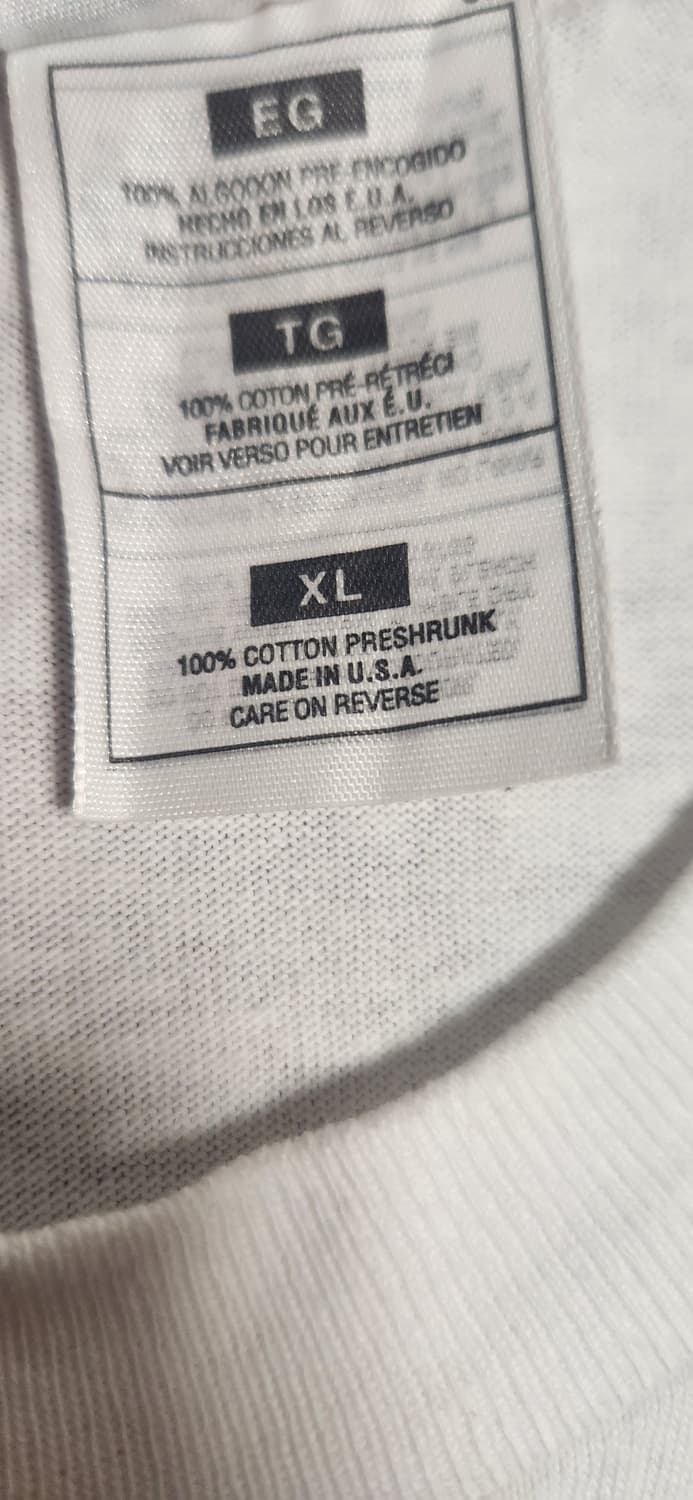 EG
100% ALGODON PRE-ENCOGIDO
HECHO EN LOS E.U.A.
INSTRUCCIONES AL REVERSO
TG
100% COTON PRÉ-RÉTRÉCI
FABRIQUÉ AUX É.U.
VOIR VERSO POUR ENTRETIEN
XL
100% COTTON PRESHRUNK
MADE IN U.S.A.
CARE ON REVERSE